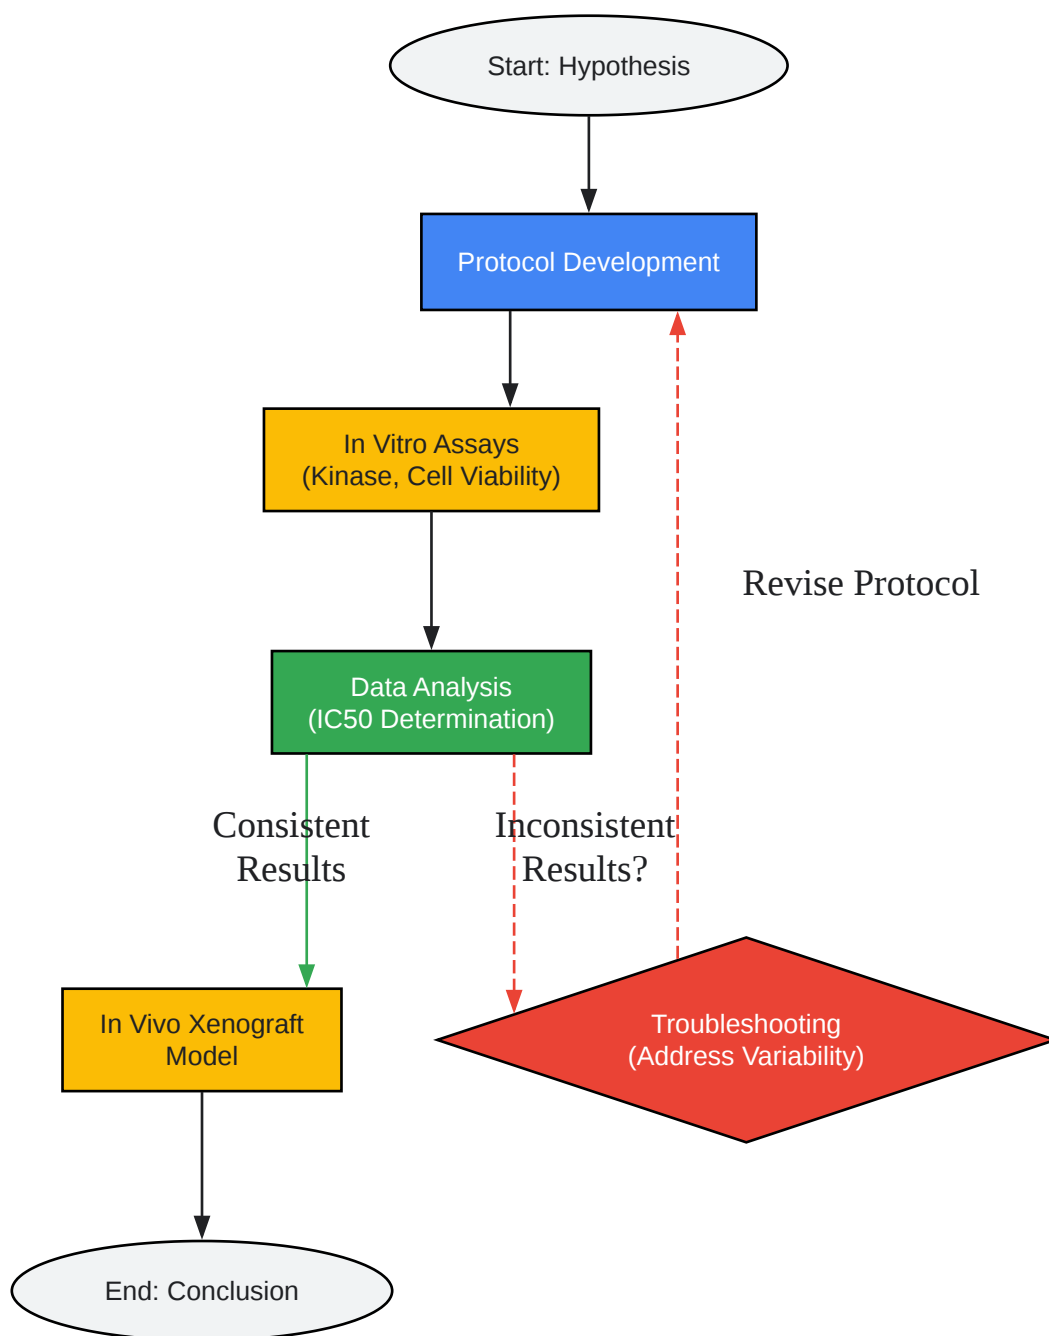 Start: Hypothesis
Protocol Development
In Vitro Assays
(Kinase, Cell Viability)
Revise Protocol
Data Analysis
(IC50 Determination)
Consistent
Results
Inconsistent
Results?
In Vivo Xenograft
Model
Troubleshooting
(Address Variability)
End: Conclusion